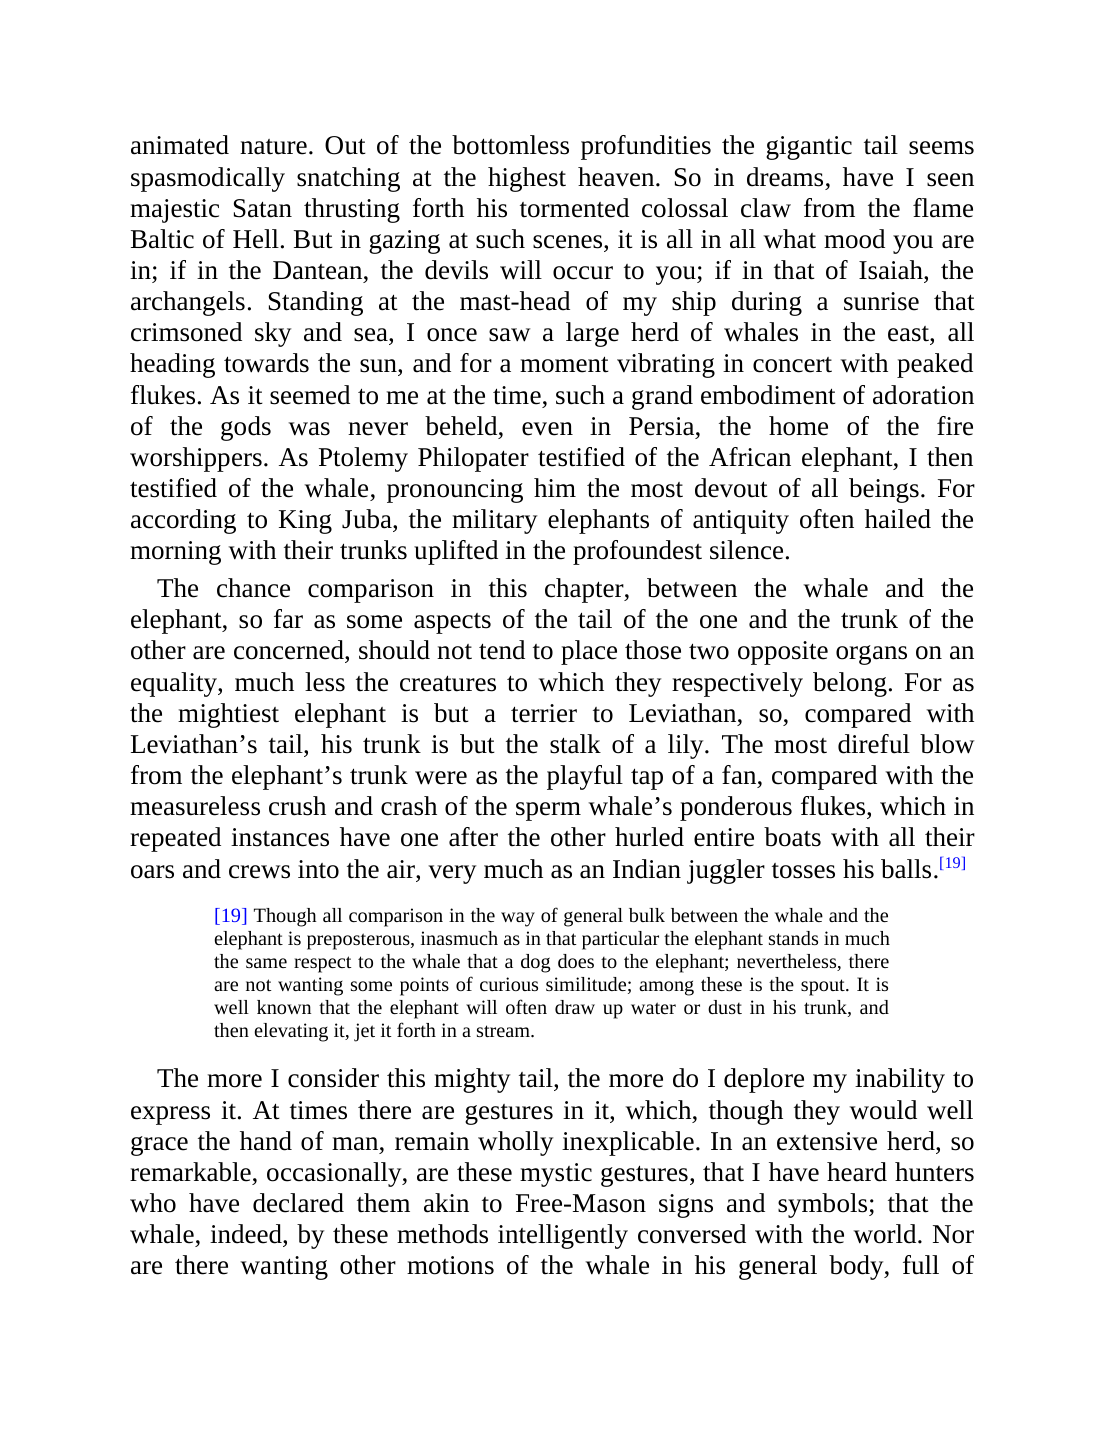 animated nature. Out of the bottomless profundities the gigantic tail seems
spasmodically snatching at the highest heaven. So in dreams, have I seen
majestic Satan thrusting forth his tormented colossal claw from the flame
Baltic of Hell. But in gazing at such scenes, it is all in all what mood you are
in; if in the Dantean, the devils will occur to you; if in that of Isaiah, the
archangels. Standing at the mast-head of my ship during a sunrise that
crimsoned sky and sea, I once saw a large herd of whales in the east, all
heading towards the sun, and for a moment vibrating in concert with peaked
flukes. As it seemed to me at the time, such a grand embodiment of adoration
of the gods was never beheld, even in Persia, the home of the fire
worshippers. As Ptolemy Philopater testified of the African elephant, I then
testified of the whale, pronouncing him the most devout of all beings. For
according to King Juba, the military elephants of antiquity often hailed the
morning with their trunks uplifted in the profoundest silence.
The chance comparison in this chapter, between the whale and the
elephant, so far as some aspects of the tail of the one and the trunk of the
other are concerned, should not tend to place those two opposite organs on an
equality, much less the creatures to which they respectively belong. For as
the mightiest elephant is but a terrier to Leviathan, so, compared with
Leviathan’s tail, his trunk is but the stalk of a lily. The most direful blow
from the elephant’s trunk were as the playful tap of a fan, compared with the
measureless crush and crash of the sperm whale’s ponderous flukes, which in
repeated instances have one after the other hurled entire boats with all their
oars and crews into the air, very much as an Indian juggler tosses his balls.[19]
[19] Though all comparison in the way of general bulk between the whale and the
elephant is preposterous, inasmuch as in that particular the elephant stands in much
the same respect to the whale that a dog does to the elephant; nevertheless, there
are not wanting some points of curious similitude; among these is the spout. It is
well known that the elephant will often draw up water or dust in his trunk, and
then elevating it, jet it forth in a stream.
The more I consider this mighty tail, the more do I deplore my inability to
express it. At times there are gestures in it, which, though they would well
grace the hand of man, remain wholly inexplicable. In an extensive herd, so
remarkable, occasionally, are these mystic gestures, that I have heard hunters
who have declared them akin to Free-Mason signs and symbols; that the
whale, indeed, by these methods intelligently conversed with the world. Nor
are there wanting other motions of the whale in his general body, full of